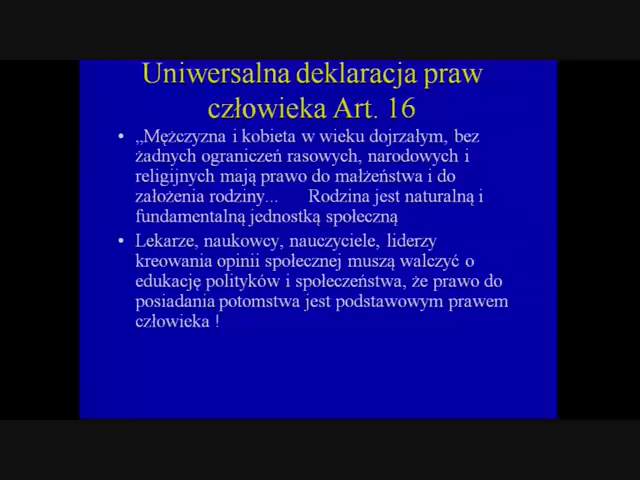 Uniwersalna deklaracja praw
człowieka Art. 16
• „Mężczyzna i kobieta w wieku dojrzałym, bez
żadnych ograniczeń rasowych, narodowych i
religijnych mają prawo do małżeństwa i do
założenia rodziny... Rodzina jest naturalną i
fundamentalną jednostką społeczną
• Lekarze, naukowcy, nauczyciele, liderzy
kreowania opinii społecznej muszą walczyć o
edukację polityków i społeczeństwa, że prawo do
posiadania potomstwa jest podstawowym prawem
człowieka !